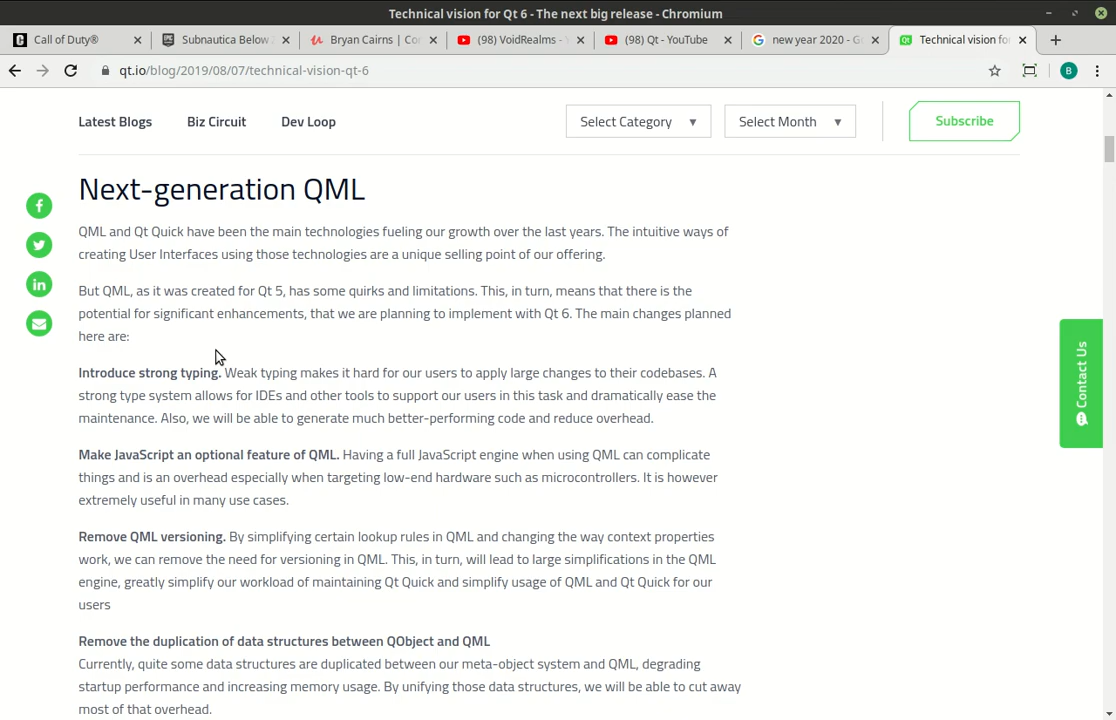 Technical vision for Qt 6 - The next big release - Chromium
Call of Duty®
Subnautica Below
Bryan Cairns | Co
(98) VoidRealms -
(98) Qt - YouTube
new year 2020 - G
Technical vision fo
qt.io/blog/2019/08/07/technical-vision-qt-6
B
Latest Blogs
Biz Circuit
Dev Loop
Select Category
Select Month
Subscribe
Next-generation QML
QML and Qt Quick have been the main technologies fueling our growth over the last years. The intuitive ways of
creating User Interfaces using those technologies are a unique selling point of our offering.
But QML, as it was created for Qt 5, has some quirks and limitations. This, in turn, means that there is the
potential for significant enhancements, that we are planning to implement with Qt 6. The main changes planned
here are:
Introduce strong typing. Weak typing makes it hard for our users to apply large changes to their codebases. A
strong type system allows for IDEs and other tools to support our users in this task and dramatically ease the
maintenance. Also, we will be able to generate much better-performing code and reduce overhead.
Make JavaScript an optional feature of QML. Having a full JavaScript engine when using QML can complicate
things and is an overhead especially when targeting low-end hardware such as microcontrollers. It is however
extremely useful in many use cases.
Remove QML versioning. By simplifying certain lookup rules in QML and changing the way context properties
work, we can remove the need for versioning in QML. This, in turn, will lead to large simplifications in the QML
engine, greatly simplify our workload of maintaining Qt Quick and simplify usage of QML and Qt Quick for our
users
Remove the duplication of data structures between QObject and QML
Currently, quite some data structures are duplicated between our meta-object system and QML, degrading
startup performance and increasing memory usage. By unifying those data structures, we will be able to cut away
most of that overhead.
Contact Us